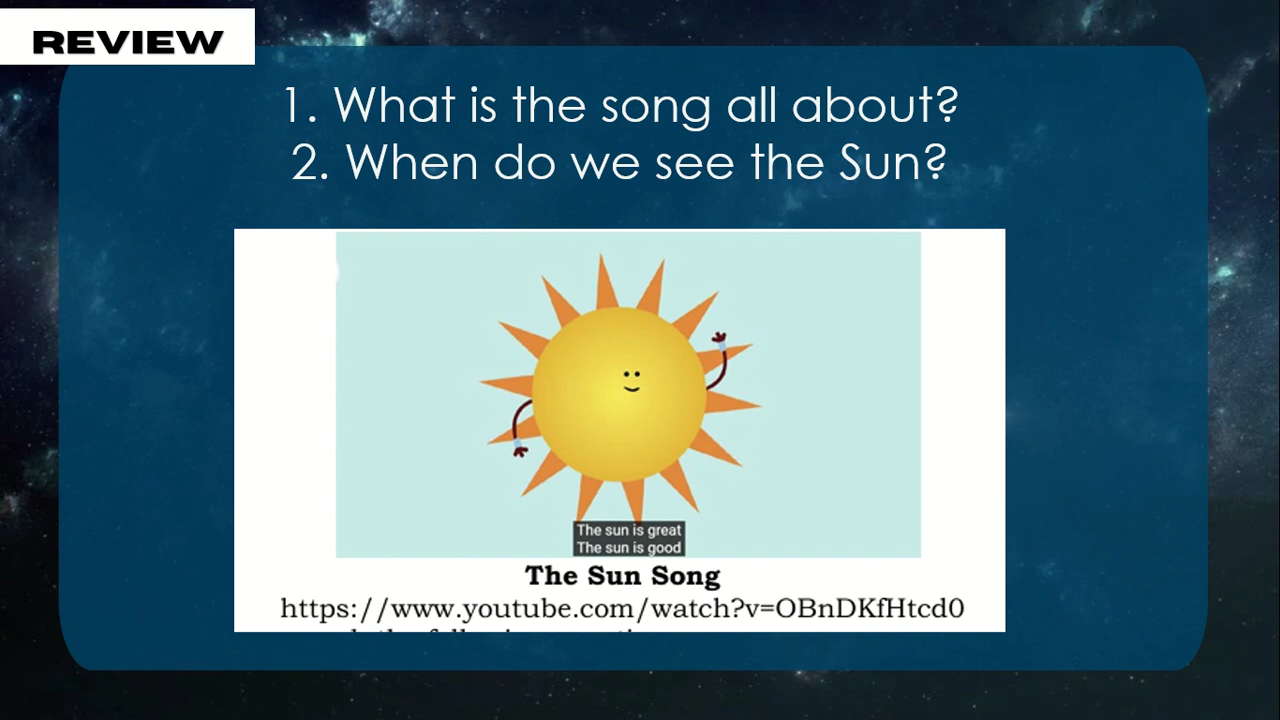 REVIEW
1. What is the song all about?
2. When do we see the Sun?
The sun is great
The sun is good
The Sun Song
https://www.youtube.com/watch?v=OBnDKfHtcd0